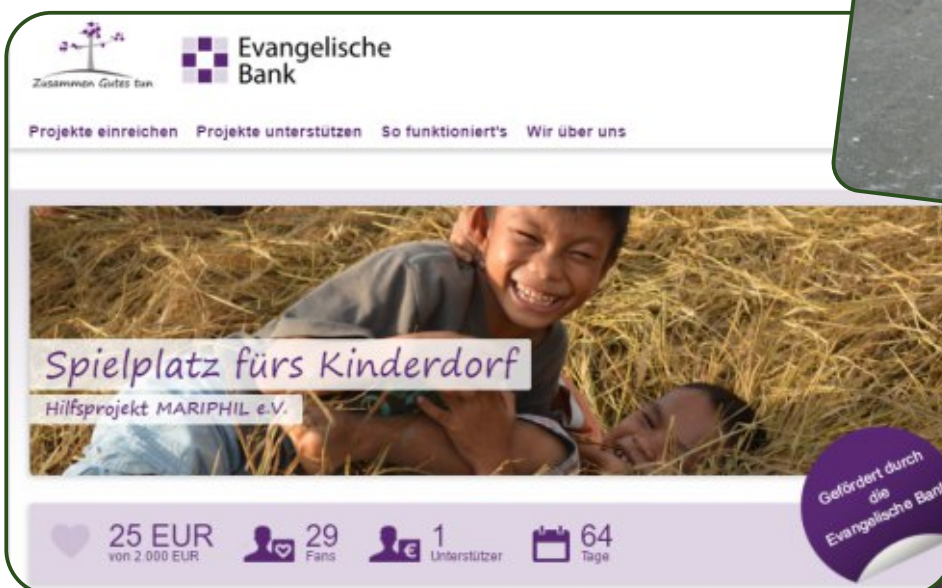 Zusammen Gutes tun
Evangelische
Bank
Projekte einreichen Projekte unterstützen So funktioniert's Wir über uns
Spielplatz fürs Kinderdorf
Hilfsprojekt MARIPHIL e.V.
Gefördert durch
die
Evangelische Bank
25 EUR
von 2 000 EUR
29
Fans
€
1
Unterstützer
64
Tage